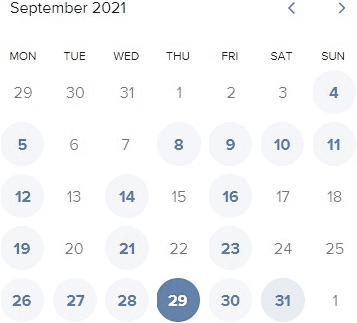 September 2021
MON TUE WED THU FRI SAT SUN
29 30 31 1 2 3 4
5 6 7 8 9 10 11
12 13 14 15 16 17 18
19 20 21 22 23 24 25
26 27 28 29 30 31 1